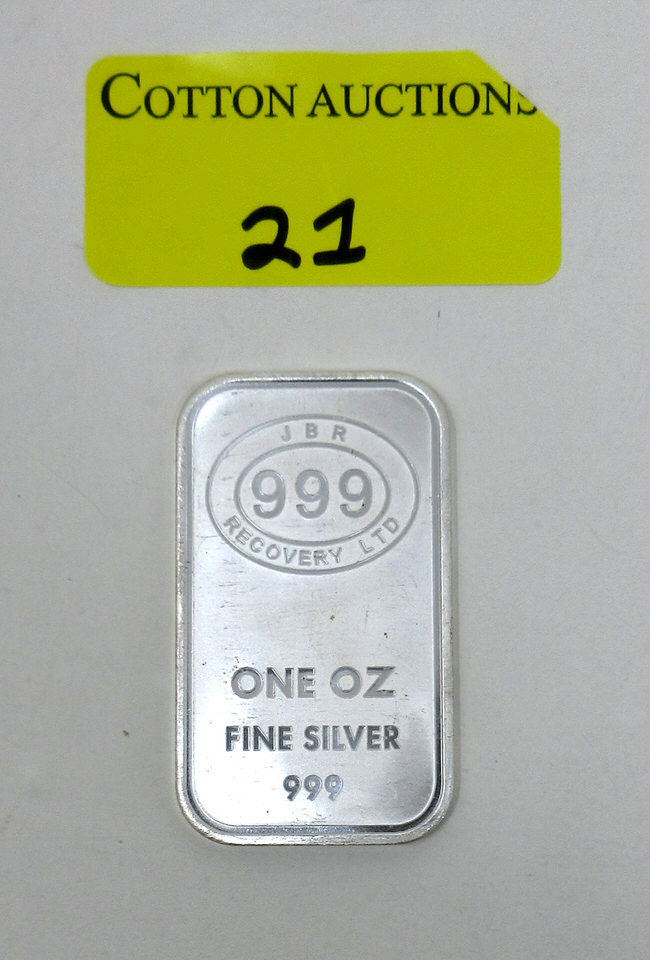 COTTON AUCTIONS
21
JBR
999
RECOVERY LTD
ONE OZ
FINE SILVER
999